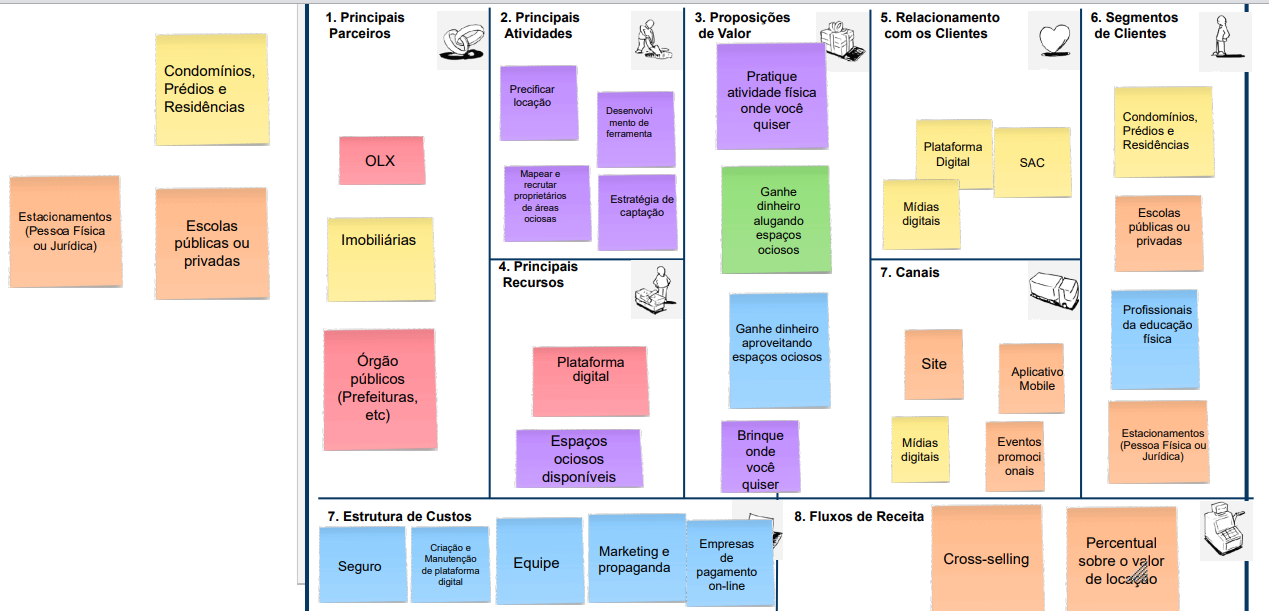 Condomínios,
Prédios e
Residências
Estacionamentos
(Pessoa Física
ou Jurídica)
Escolas
públicas ou
privadas
1. Principais
Parceiros
OLX
Imobiliárias
Órgão
públicos
(Prefeituras,
etc)
2. Principais
Atividades
Precificar
locação
Desenvolvi
mento de
ferramenta
Mapear e
recrutar
proprietários
de áreas
ociosas
Estratégia de
captação
4. Principais
Recursos
Plataforma
digital
Espaços
ociosos
disponíveis
3. Proposições
de Valor
Pratique
atividade física
onde você
quiser
Ganhe
dinheiro
alugando
espaços
ociosos
Ganhe dinheiro
aproveitando
espaços ociosos
Brinque
onde
você
quiser
5. Relacionamento
com os Clientes
Plataforma
Digital
SAC
Mídias
digitais
7. Canais
Site
Aplicativo
Mobile
Mídias
digitais
Eventos
promoci
onais
6. Segmentos
de Clientes
Condomínios,
Prédios e
Residências
Escolas
públicas ou
privadas
Profissionais
da educação
física
Estacionamentos
(Pessoa Física ou
Jurídica)
7. Estrutura de Custos
Seguro
Criação e
Manutenção
de plataforma
digital
Equipe
Marketing e
propaganda
Empresas
de
pagamento
on-line
8. Fluxos de Receita
Cross-selling
Percentual
sobre o valor
de locação